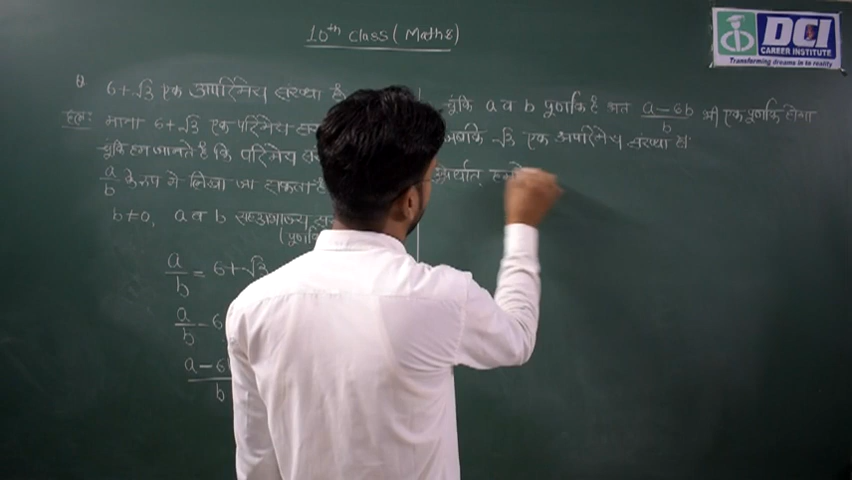 10th Class (Maths)
DCI
CAREER INSTITUTE
Transforming dreams in to reality
6+√3 एक अपरिमेय संख्या है
हल: माना 6+√3 एक परिमेय
चूंकि हम जानते है कि परिमेय
a/b के रूप में लिखा जा सकता है
b≠0, a व b सहअभाज्य
(पूर्णांक
a/b = 6+√3
a/b - 6
a-6b/b
चूंकि a व b पूर्णांक है अत a-6b/b भी एक पूर्णांक होगा
जबकि √3 एक अपरिमेय संख्या है।
अर्थात